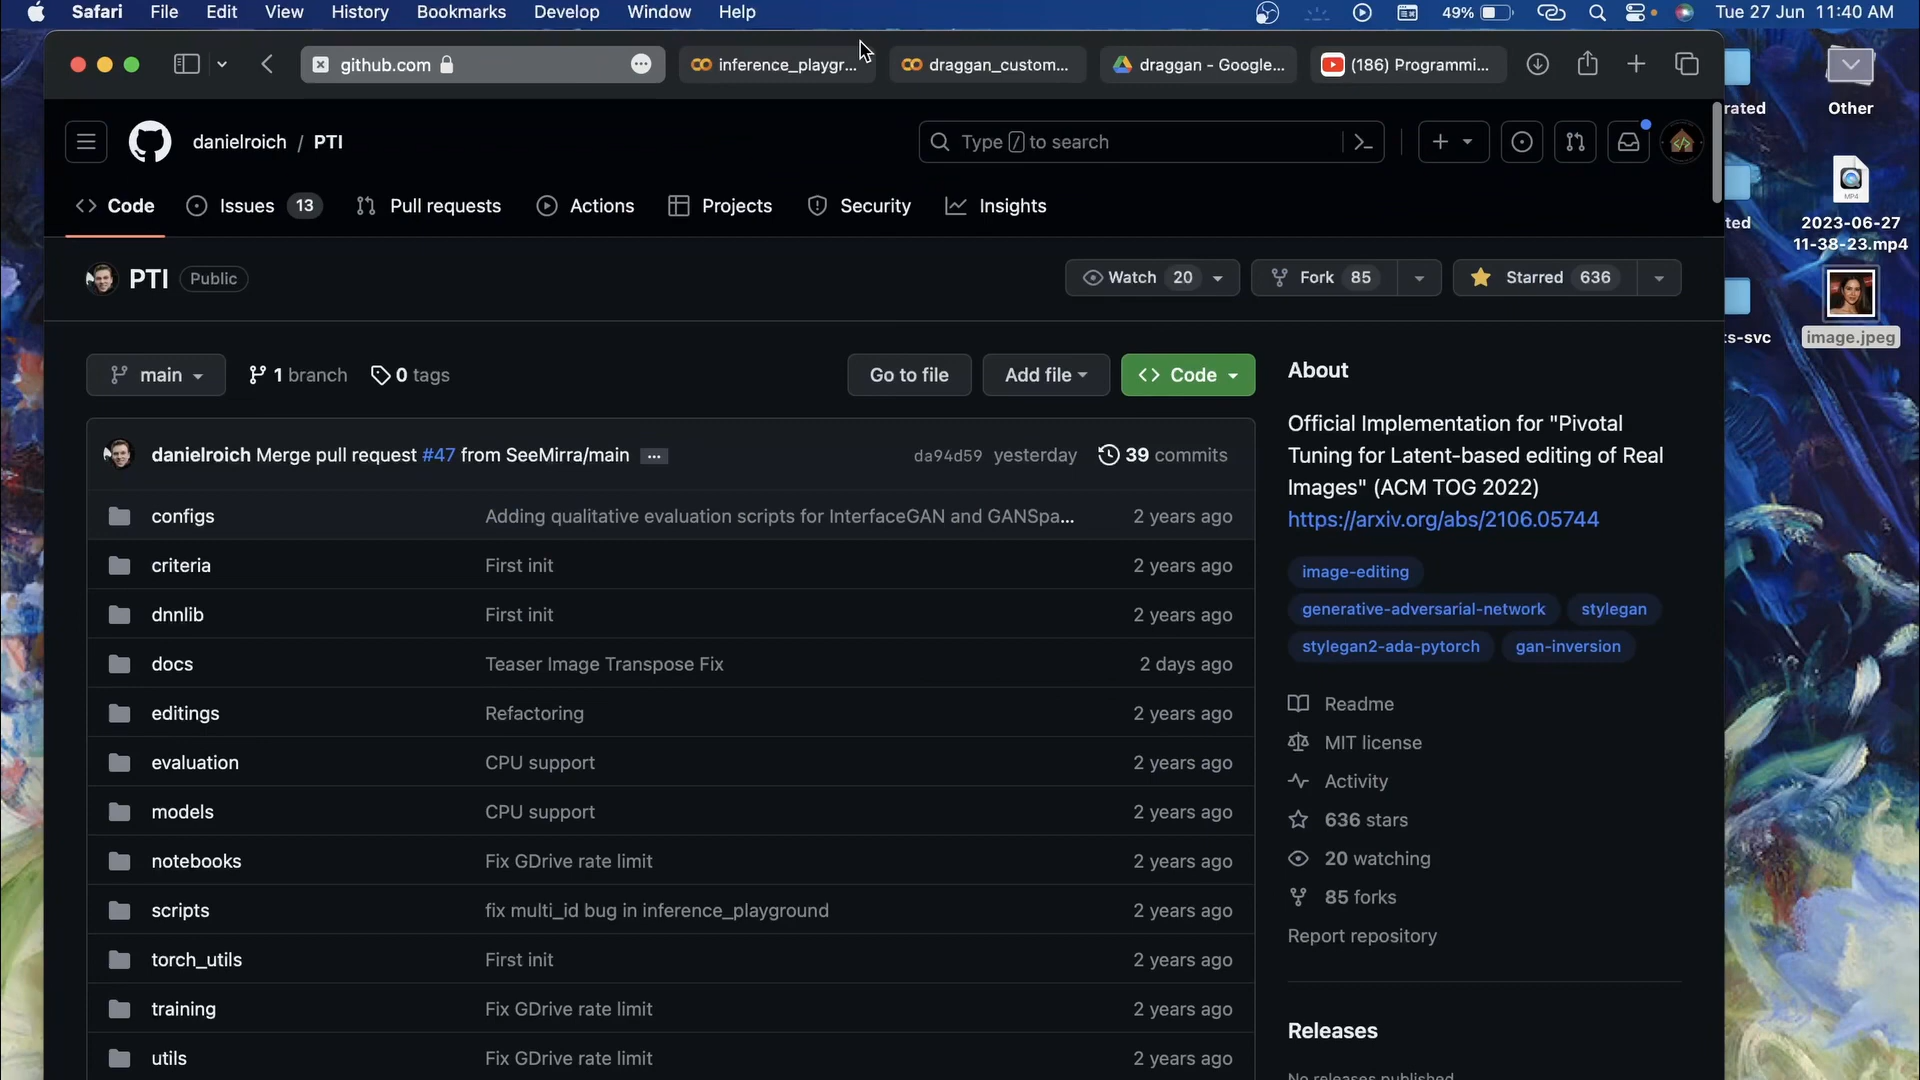 Safari File Edit View History Bookmarks Develop Window Help 49% Tue 27 Jun 11:40 AM
github.com inference_playgr... draggan_custom... draggan - Google... (186) Programmi...
danielroich / PTI Type / to search
Code Issues 13 Pull requests Actions Projects Security Insights
PTI Public Watch 20 Fork 85 Starred 636
main 1 branch 0 tags Go to file Add file Code
danielroich Merge pull request #47 from SeeMirra/main ... da94d59 yesterday 39 commits
configs Adding qualitative evaluation scripts for InterfaceGAN and GANSpa... 2 years ago
criteria First init 2 years ago
dnnlib First init 2 years ago
docs Teaser Image Transpose Fix 2 days ago
editings Refactoring 2 years ago
evaluation CPU support 2 years ago
models CPU support 2 years ago
notebooks Fix GDrive rate limit 2 years ago
scripts fix multi_id bug in inference_playground 2 years ago
torch_utils First init 2 years ago
training Fix GDrive rate limit 2 years ago
utils Fix GDrive rate limit 2 years ago
About
Official Implementation for "Pivotal
Tuning for Latent-based editing of Real
Images" (ACM TOG 2022)
https://arxiv.org/abs/2106.05744
image-editing
generative-adversarial-network stylegan
stylegan2-ada-pytorch gan-inversion
Readme
MIT license
Activity
636 stars
20 watching
85 forks
Report repository
Releases
No releases published
rated
Other
MP4
ted
2023-06-27
11-38-23.mp4
ts-svc
image.jpeg